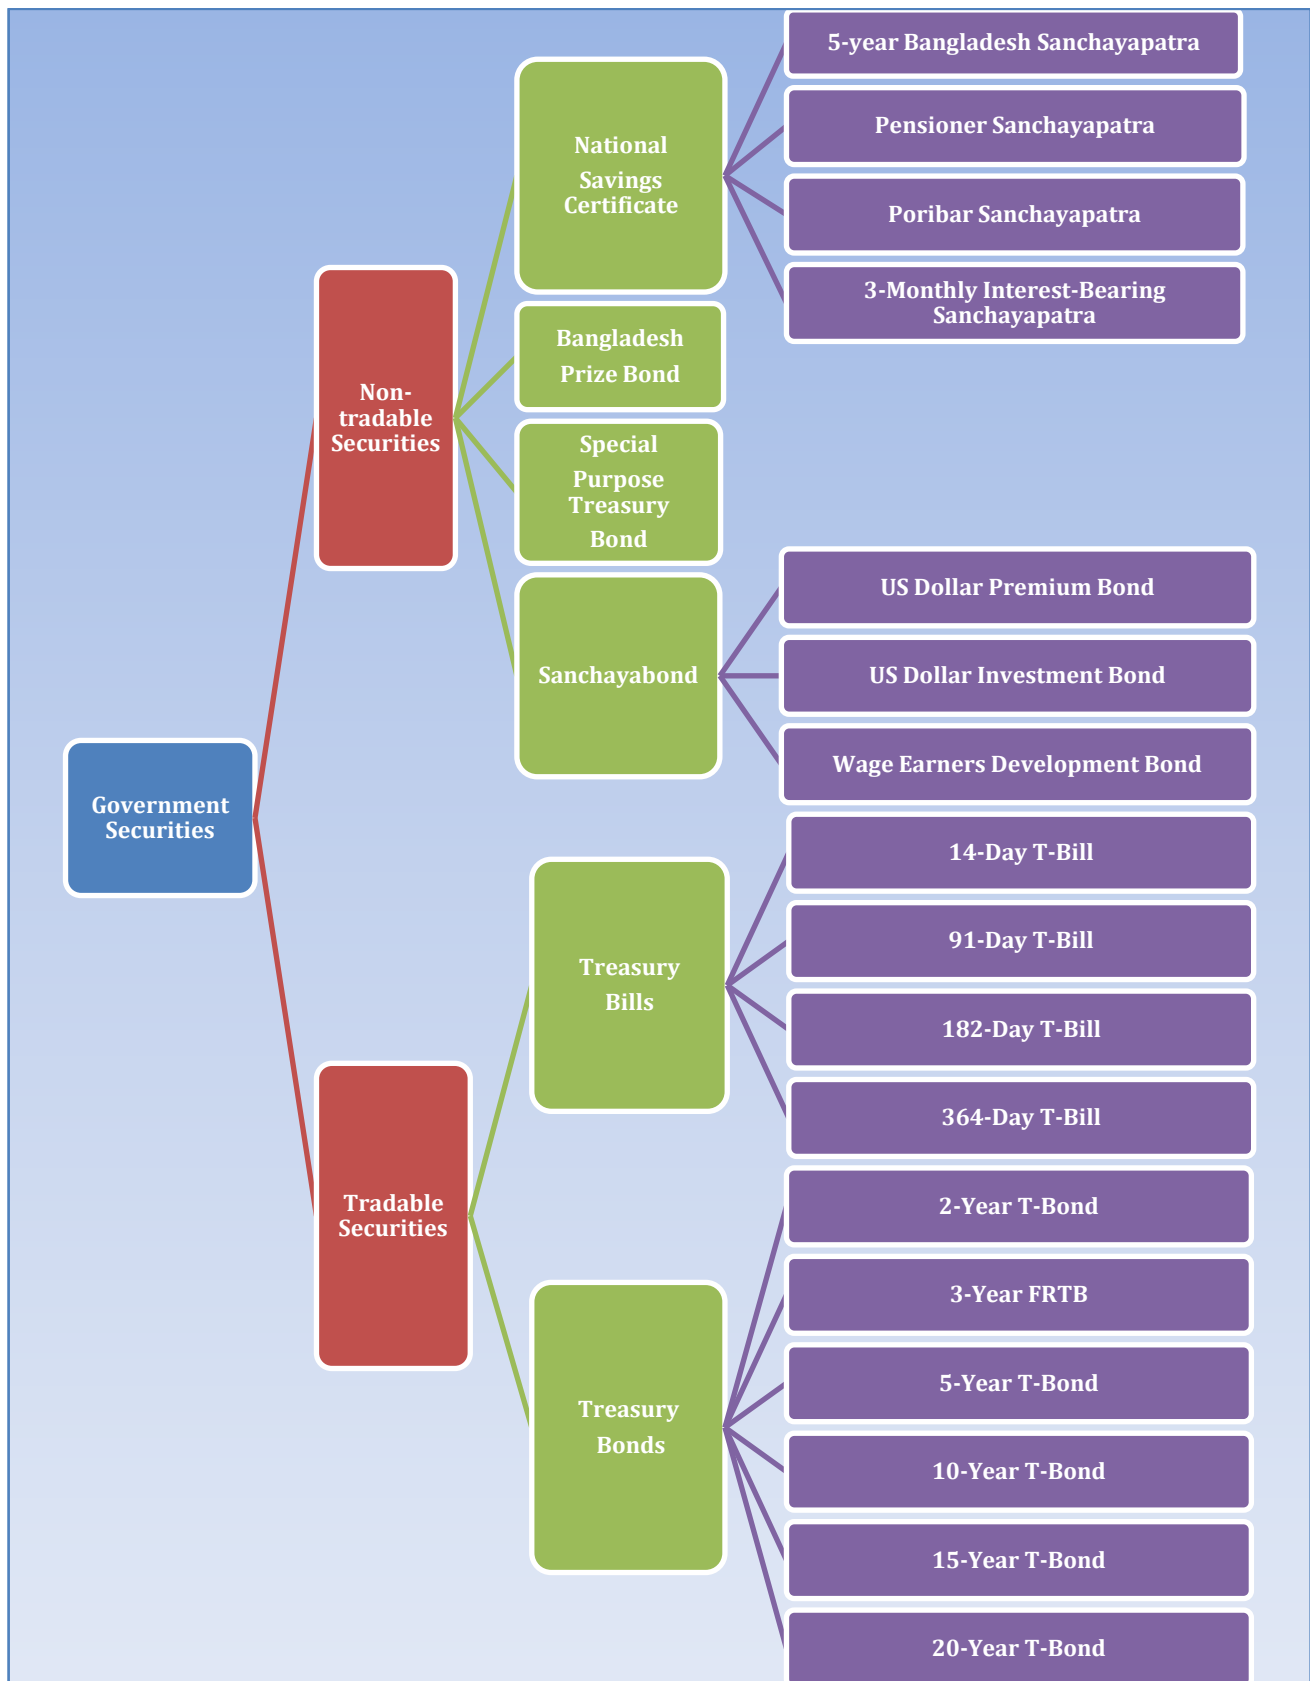 5-year Bangladesh Sanchayapatra
Pensioner Sanchayapatra
Poribar Sanchayapatra
3-Monthly Interest-Bearing
Sanchayapatra
National
Savings
Certificate
Bangladesh
Prize Bond
Non-
tradable
Securities
Special
Purpose
Treasury
Bond
US Dollar Premium Bond
Sanchayabond
US Dollar Investment Bond
Wage Earners Development Bond
Government
Securities
14-Day T-Bill
91-Day T-Bill
Treasury
Bills
182-Day T-Bill
364-Day T-Bill
Tradable
Securities
2-Year T-Bond
3-Year FRTB
5-Year T-Bond
Treasury
Bonds
10-Year T-Bond
15-Year T-Bond
20-Year T-Bond